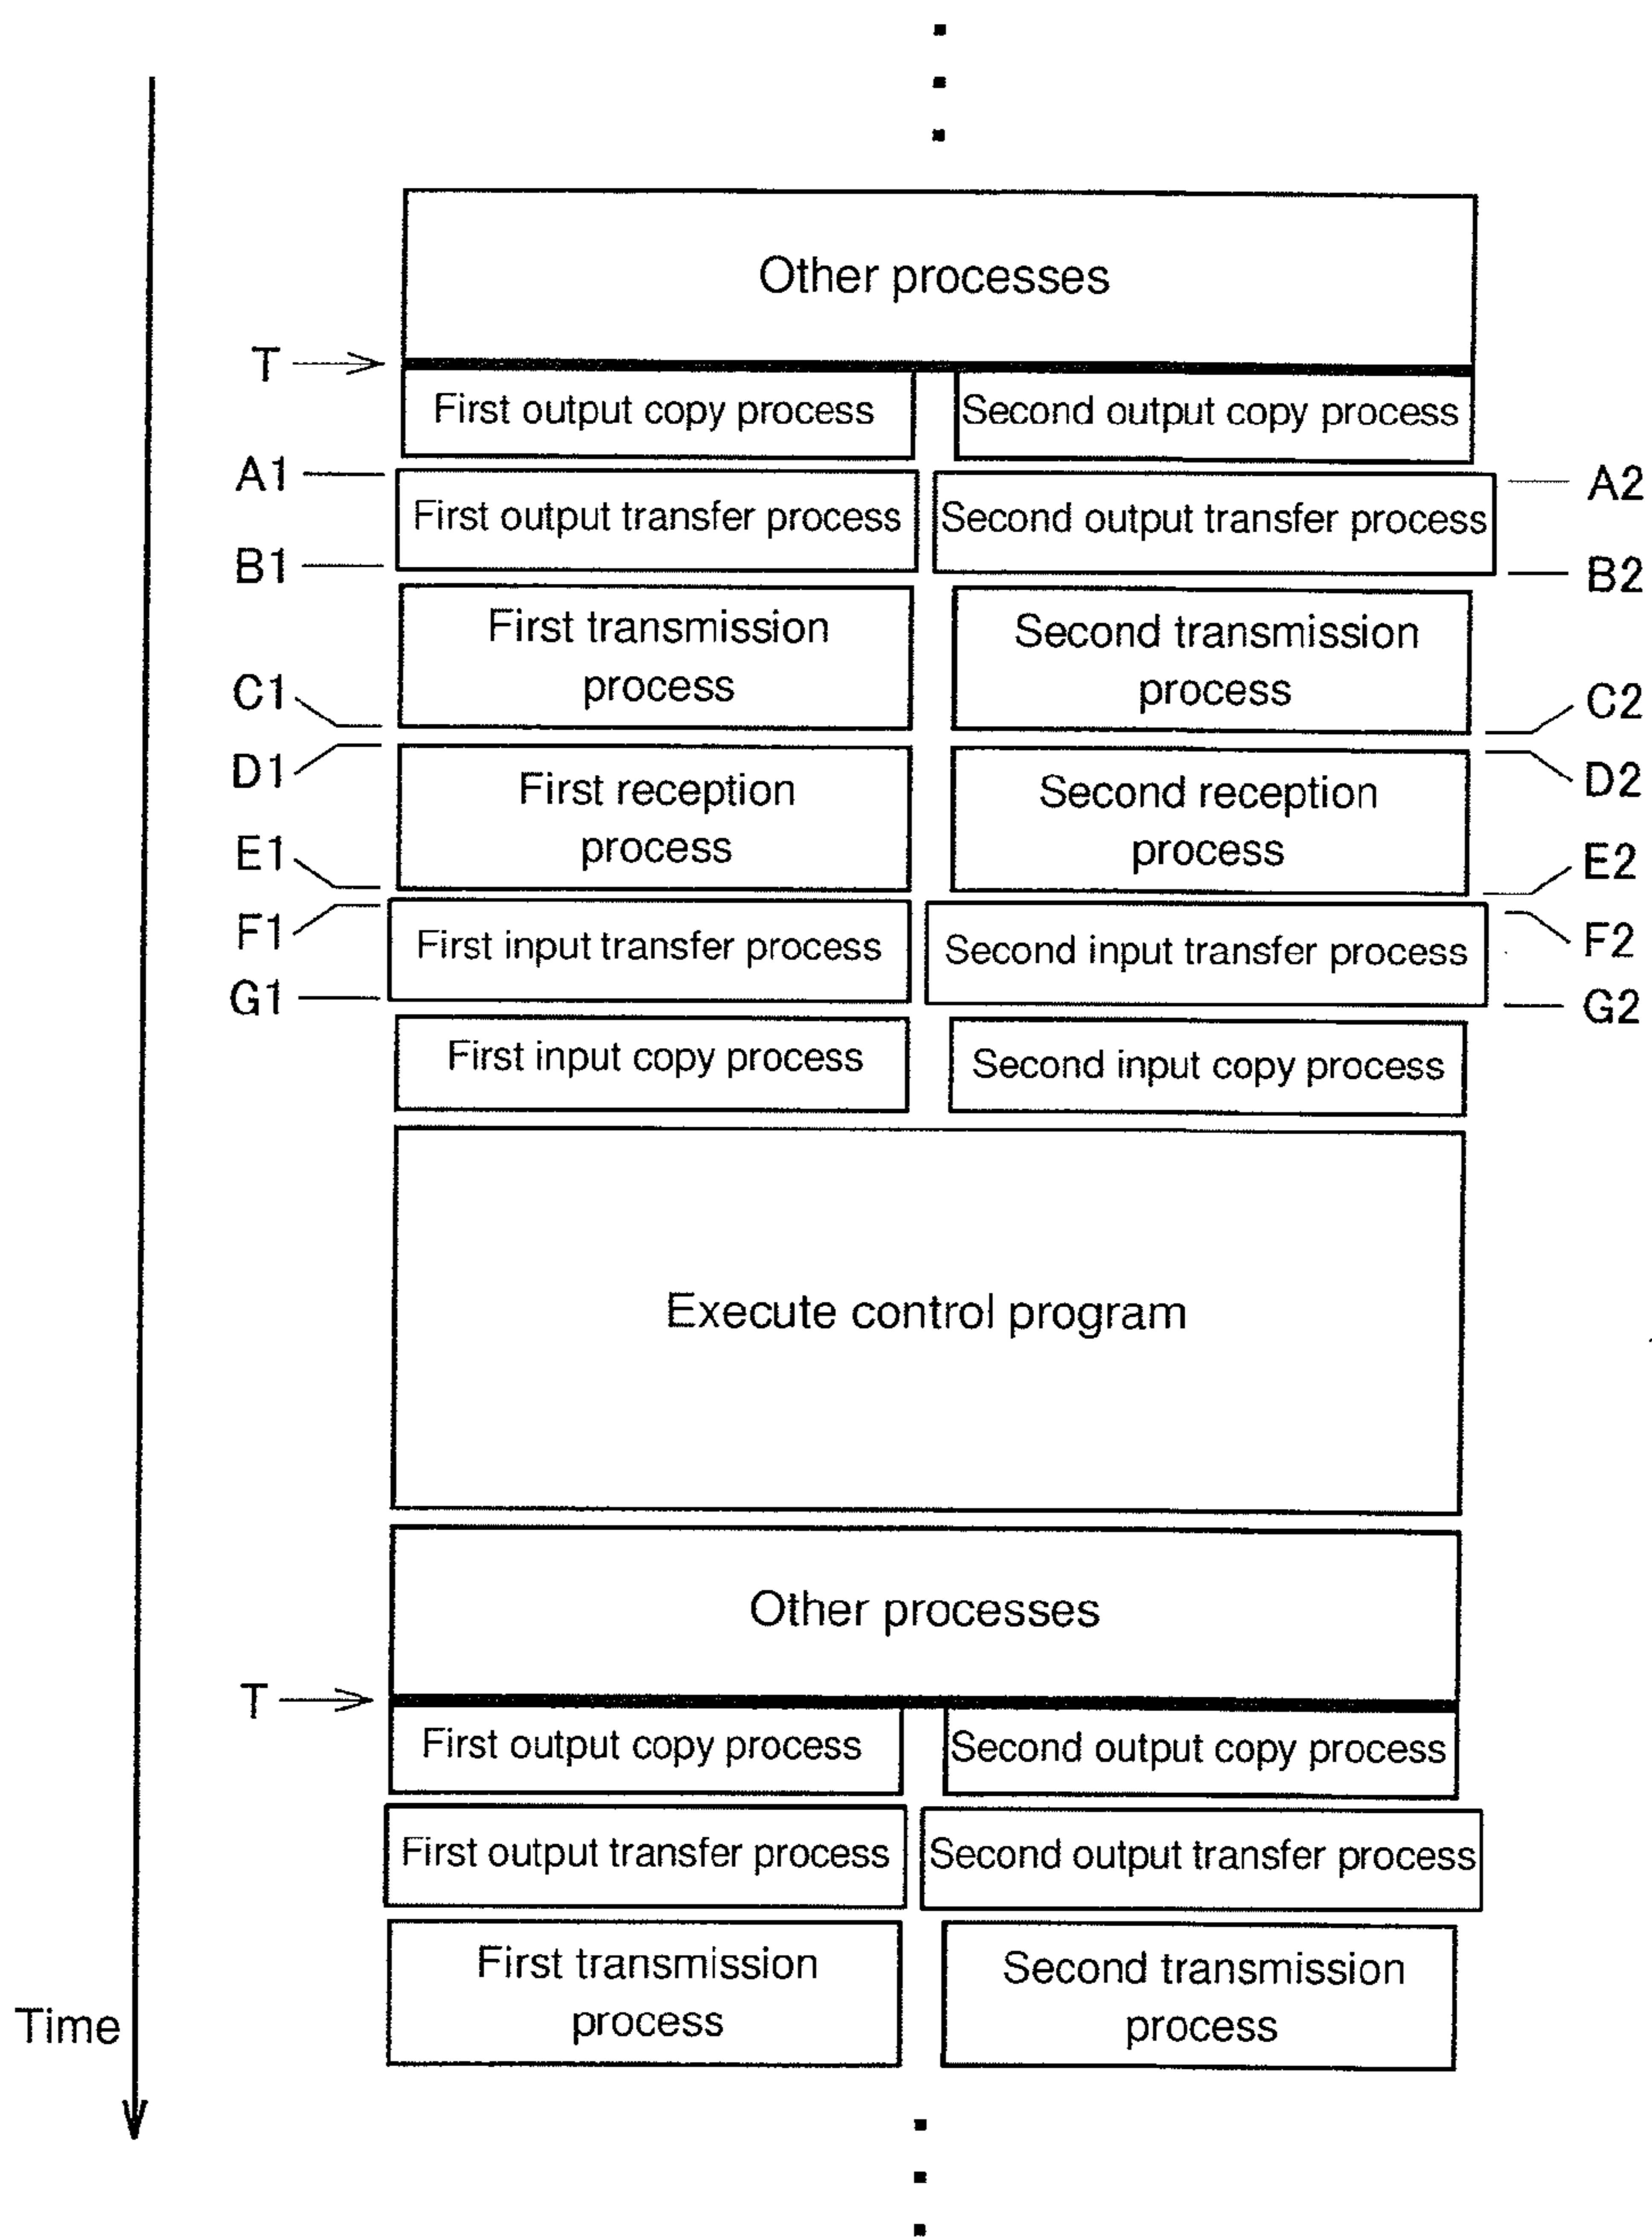 Other processes
T
First output copy process
Second output copy process
A1
A2
First output transfer process
Second output transfer process
B1
B2
First transmission
process
Second transmission
process
C1
C2
D1
D2
First reception
process
Second reception
process
E1
E2
F1
F2
First input transfer process
Second input transfer process
G1
G2
First input copy process
Second input copy process
Execute control program
Other processes
T
First output copy process
Second output copy process
First output transfer process
Second output transfer process
First transmission
process
Second transmission
process
Time